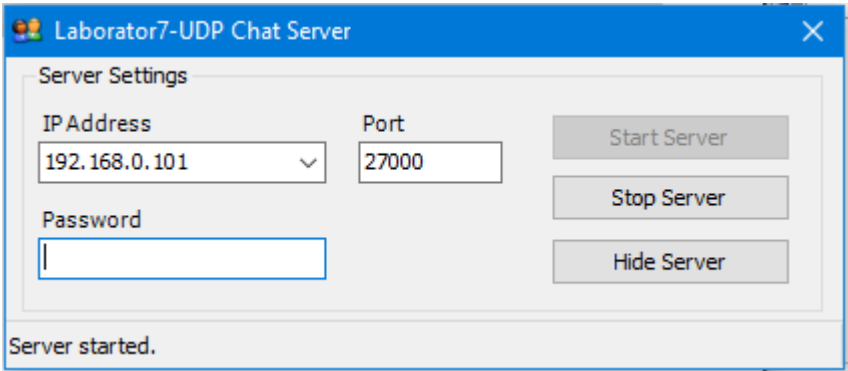 Laborator7-UDP Chat Server
Server Settings
IP Address
Port
192.168.0.101
27000
Start Server
Stop Server
Password
Hide Server
Server started.